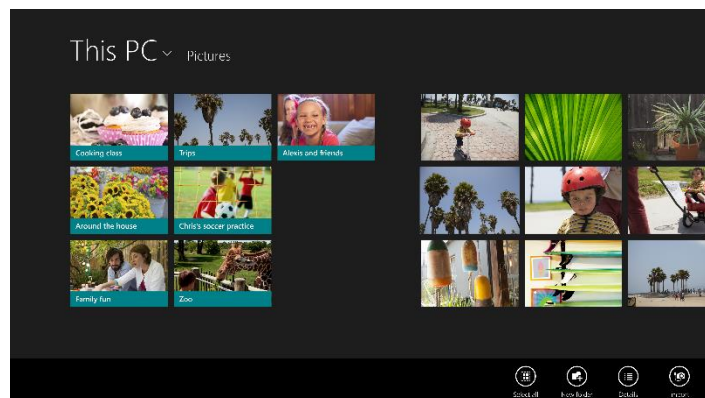 This PC Pictures
Cooking class
Trips
Alexis and friends
Around the house
Chris's soccer practice
Family fun
Zoo
Select all
New folder
Details
Import